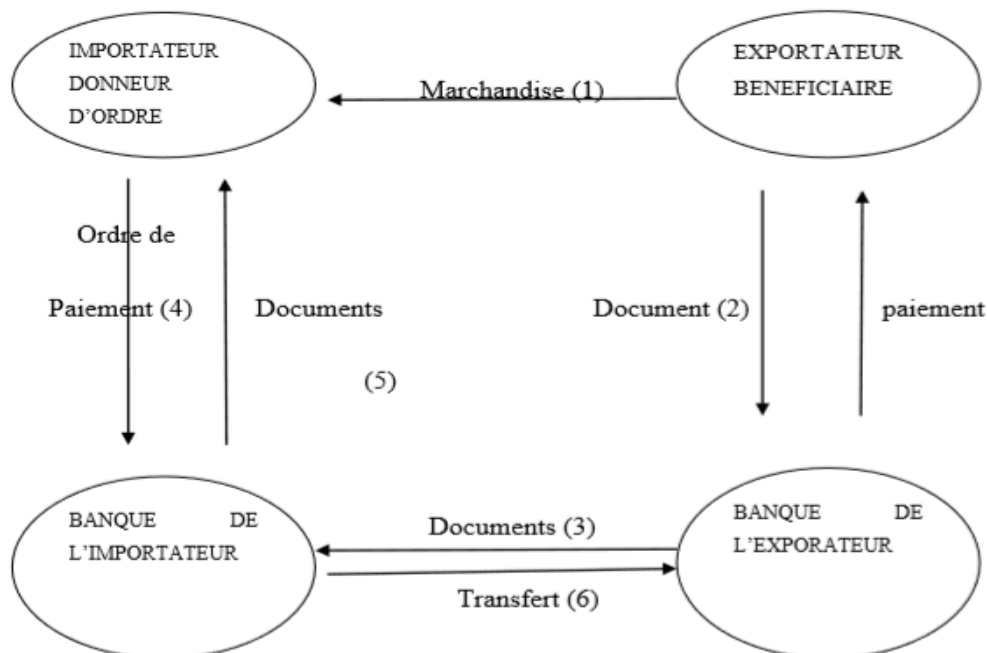 IMPORTATEUR
DONNEUR
D'ORDRE
EXPORTATEUR
BENEFICIAIRE
Marchandise (1)
Ordre de
Paiement (4)
Documents
(5)
Document (2)
paiement
BANQUE DE
L'IMPORTATEUR
Documents (3)
Transfert (6)
BANQUE DE
L'EXPORATEUR